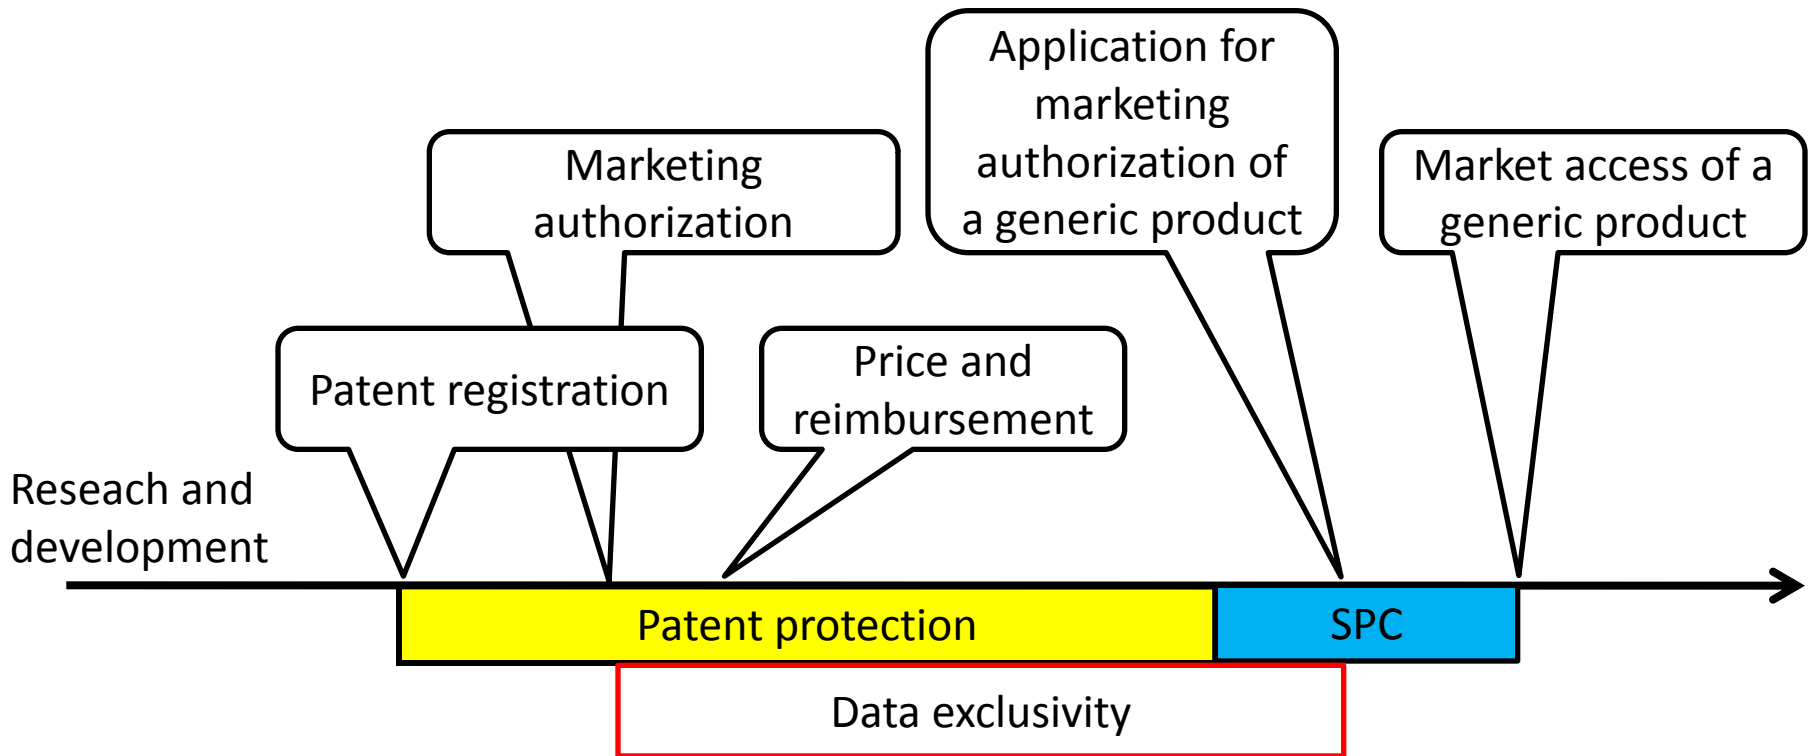 Application for
marketing
authorization of
a generic product
Marketing
authorization
Market access of a
generic product
Patent registration
Price and
reimbursement
Reseach and
development
Patent protection
SPC
Data exclusivity